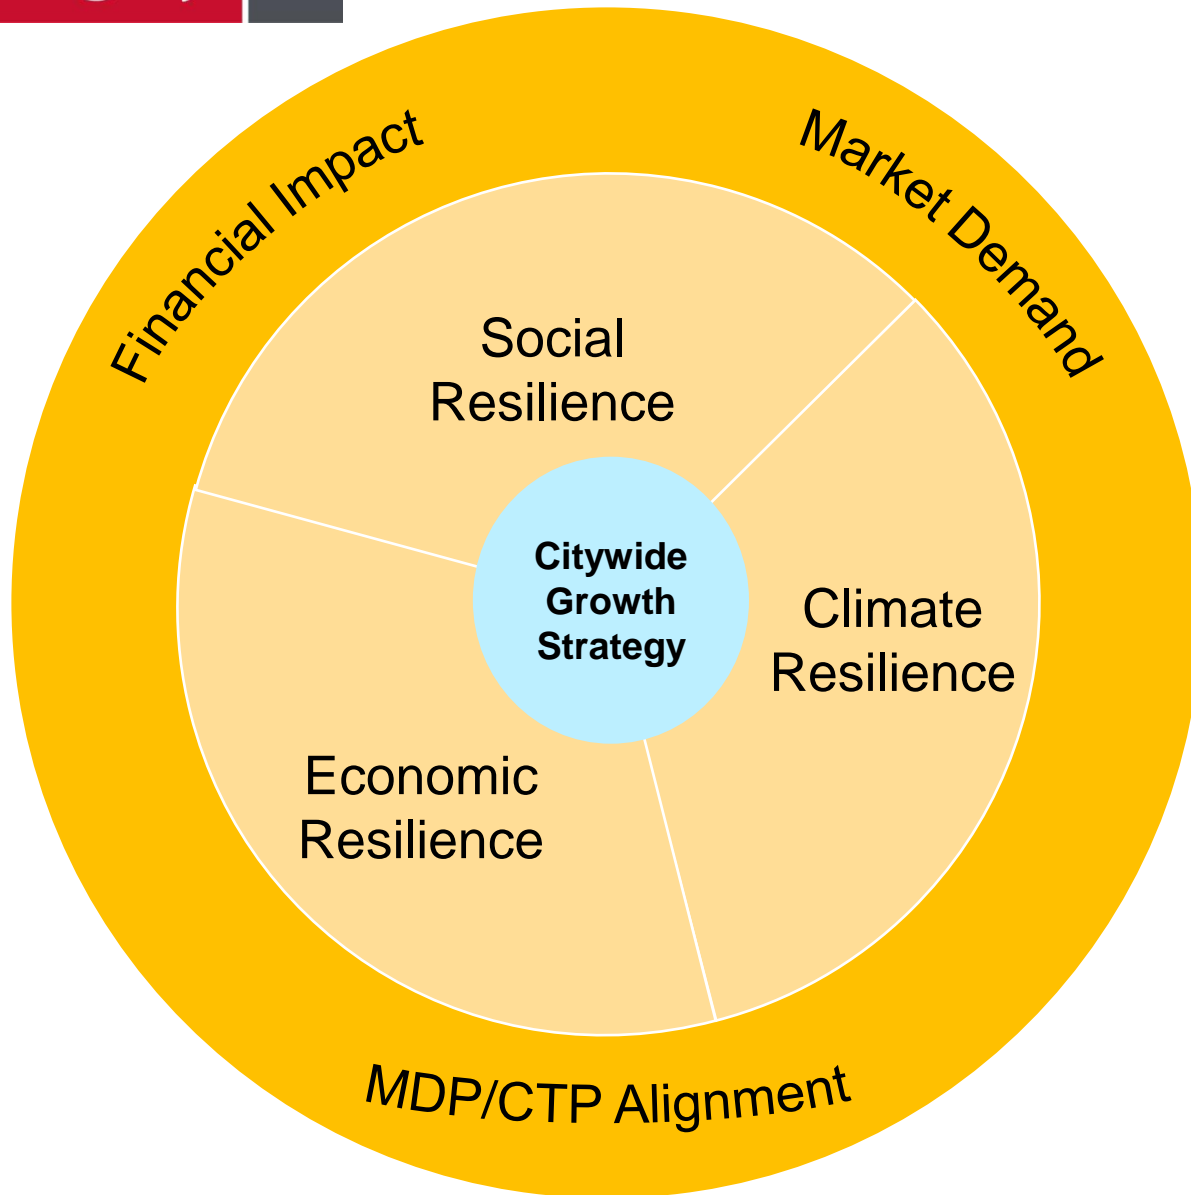 Financial Impact
Market Demand
Social
Resilience
Citywide
Growth
Strategy
Climate
Resilience
Economic
Resilience
MDP/CTP Alignment